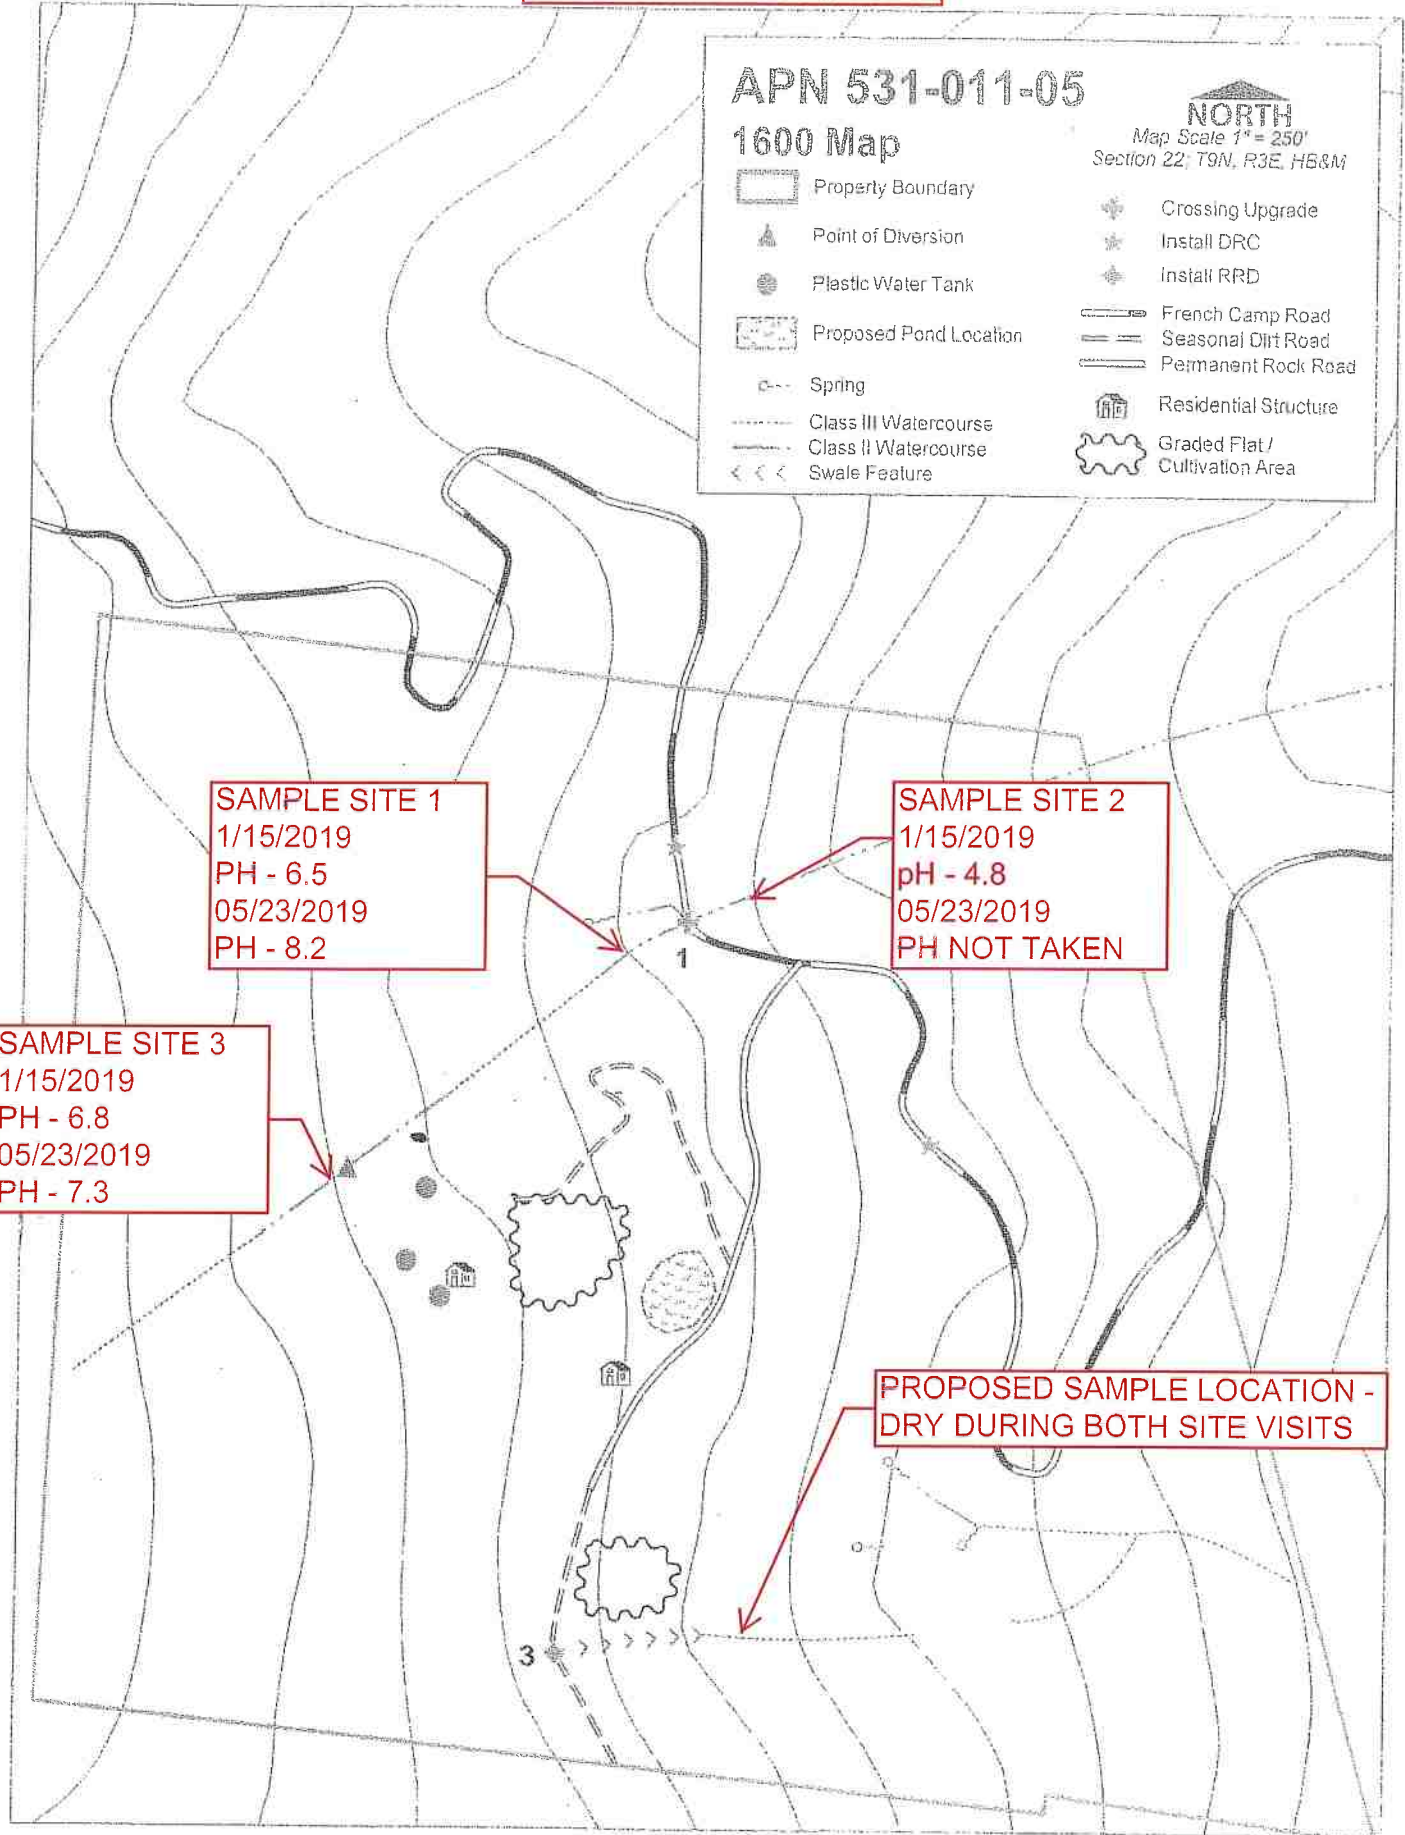 APN 531-011-05
1600 Map
NORTH
Map Scale 1" = 250'
Section 22; T9N, R3E, HB&M
Property Boundary
Point of Diversion
Plastic Water Tank
Proposed Pond Location
Spring
Class III Watercourse
Class II Watercourse
Swale Feature
Crossing Upgrade
Install DRC
Install RRD
French Camp Road
Seasonal Dirt Road
Permanent Rock Road
Residential Structure
Graded Flat /
Cultivation Area
SAMPLE SITE 1
1/15/2019
PH - 6.5
05/23/2019
PH - 8.2
SAMPLE SITE 2
1/15/2019
pH - 4.8
05/23/2019
PH NOT TAKEN
1
SAMPLE SITE 3
1/15/2019
PH - 6.8
05/23/2019
PH - 7.3
PROPOSED SAMPLE LOCATION -
DRY DURING BOTH SITE VISITS
3